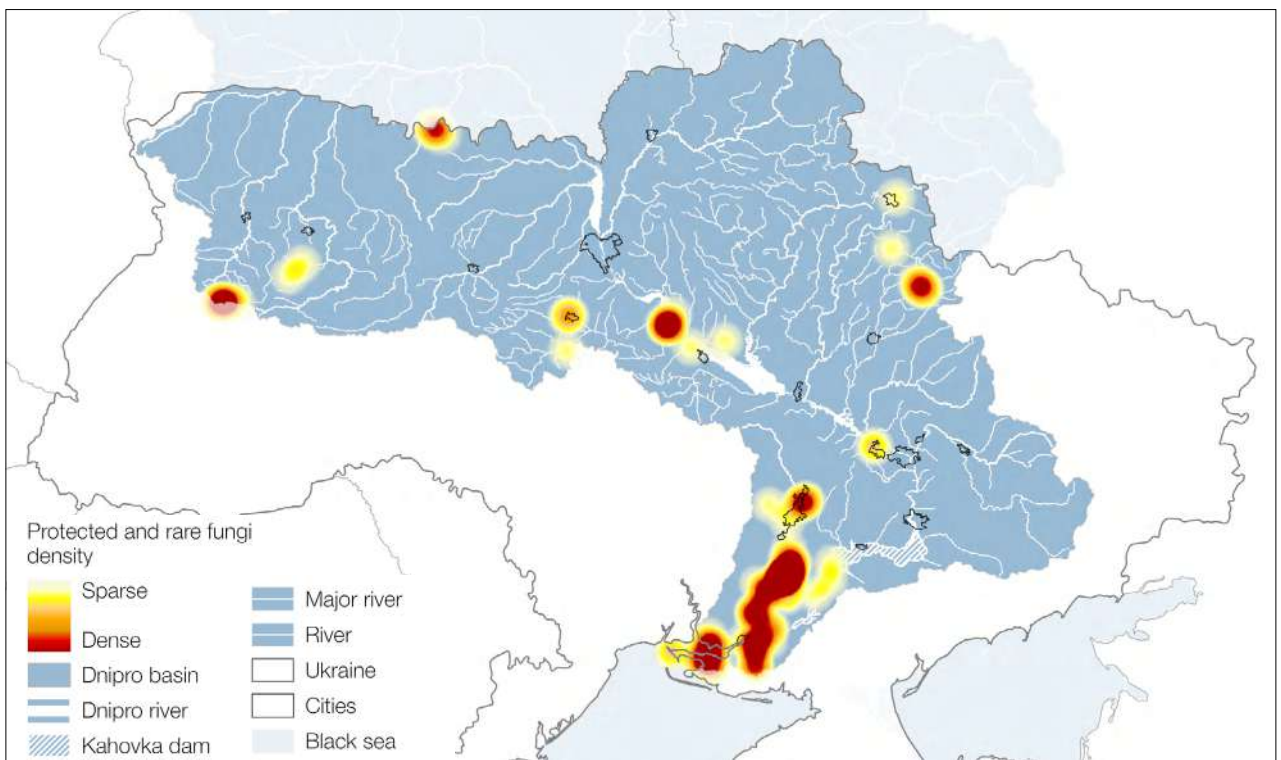 Protected and rare fungi
density
Sparse
Dense
Dnipro basin
Dnipro river
Kahovka dam
Major river
River
Ukraine
Cities
Black sea